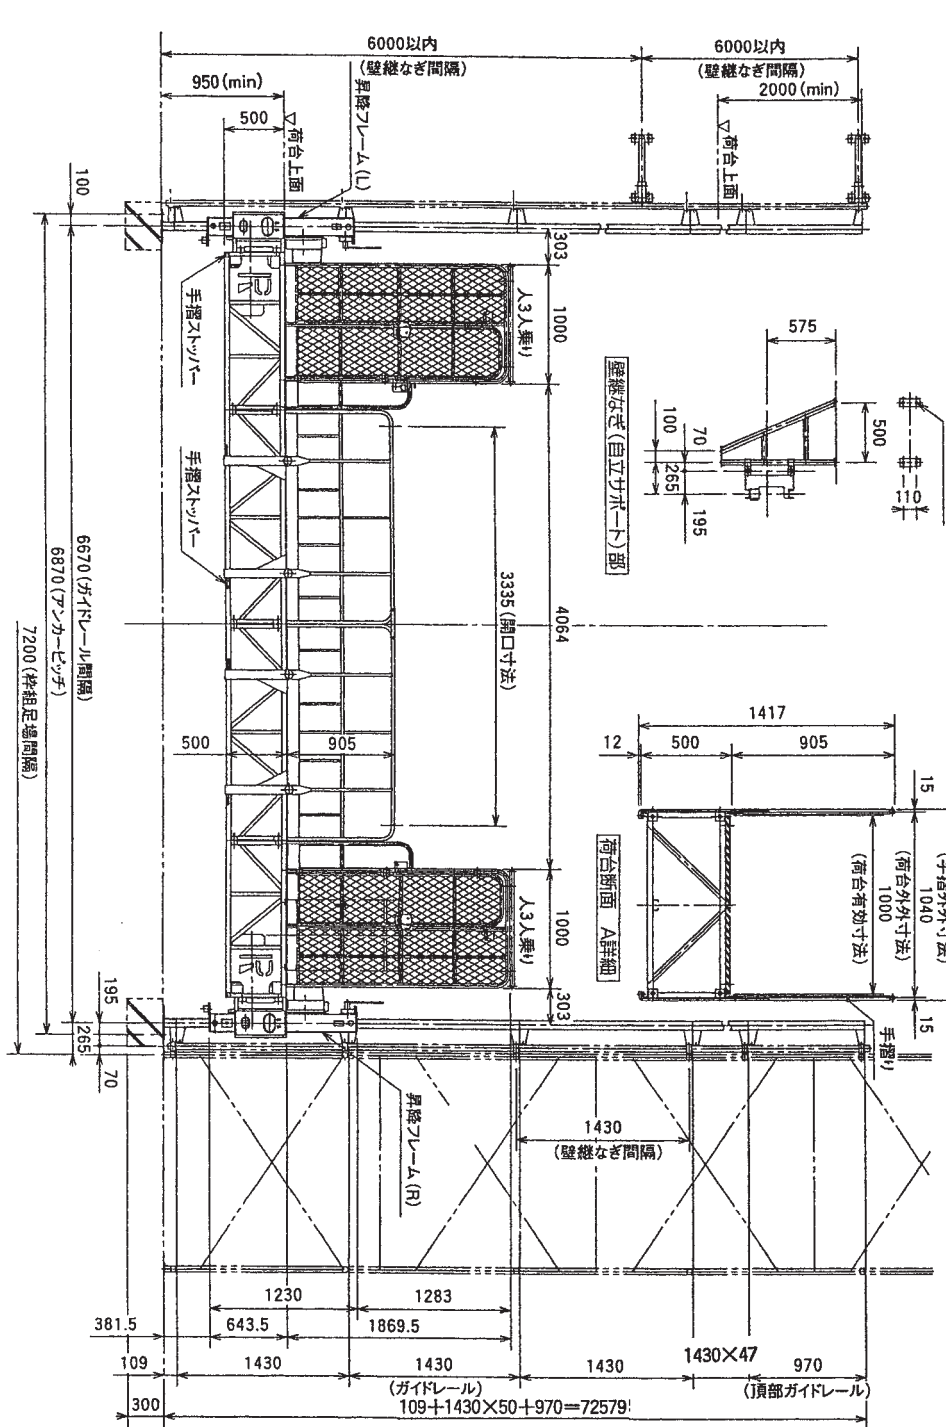 6000以内
(壁継なぎ間隔)
6000以内
(壁継なぎ間隔)
950(min)
2000(min)
500
▽荷台上面
昇降フレーム(L)
▽荷台上面
100
303
手摺ストッパー
人3人乗り
1000
575
壁継なぎ(自立サポート)部
100
70
265
195
500
110
手摺ストッパー
6670(ガイドレール間隔)
6870(アンカーピッチ)
7200(枠組足場間隔)
3335(開口寸法)
4064
500
905
1417
12
500
905
15
荷台断面 A詳細
(荷台有効寸法)
1000
(荷台外外寸法)
1040
(手摺外外寸法)
15
手摺り
人3人乗り
1000
303
195
265
70
昇降フレーム(R)
1430
(壁継なぎ間隔)
1230
1283
381.5
643.5
1869.5
109
1430
1430
(ガイドレール)
1430
1430×47
970
(頂部ガイドレール)
300
109+1430×50+970=72579